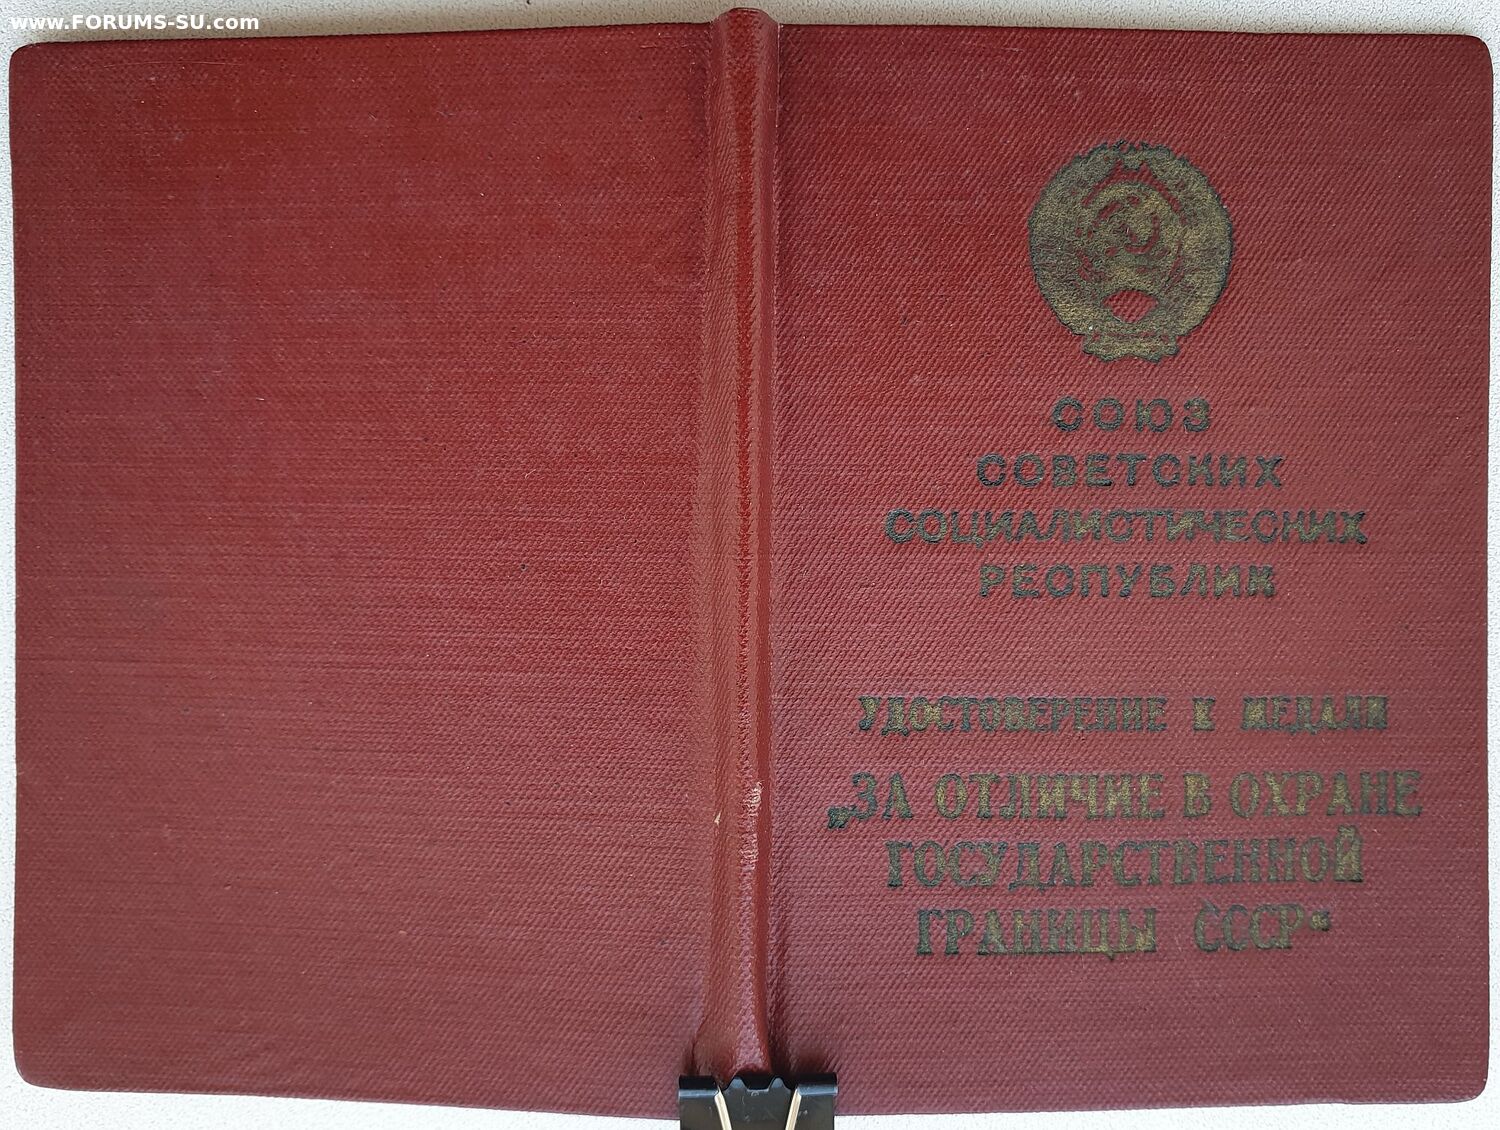 www.FORUMS-SU.com
СОЮЗ
СОВЕТСКИХ
СОЦИАЛИСТИЧЕСКИХ
РЕСПУБЛИК
УДОСТОВЕРЕНИЕ К МЕДАЛИ
„ЗА ОТЛИЧИЕ В ОХРАНЕ
ГОСУДАРСТВЕННОЙ
ГРАНИЦЫ СССР“